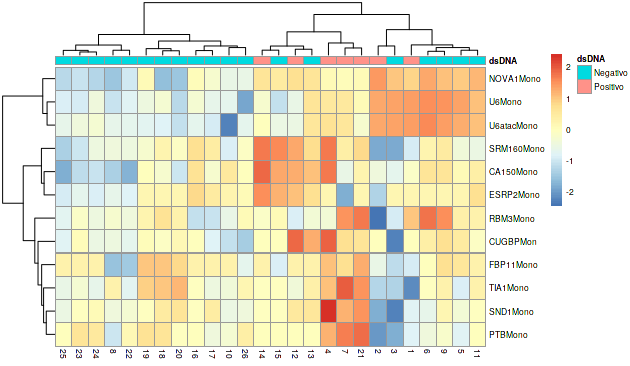 dsDNA
NOVA1Mono
U6Mono
U6atacMono
SRM160Mono
CA150Mono
ESRP2Mono
RBM3Mono
CUGBPMon
FBP11Mono
TIA1Mono
SND1Mono
PTBMono
25 23 24 8 22 19 18 20 16 17 10 26 14 15 12 13 4 7 21 2 3 1 6 9 5 11
2
1
0
-1
-2
dsDNA
Negativo
Positivo